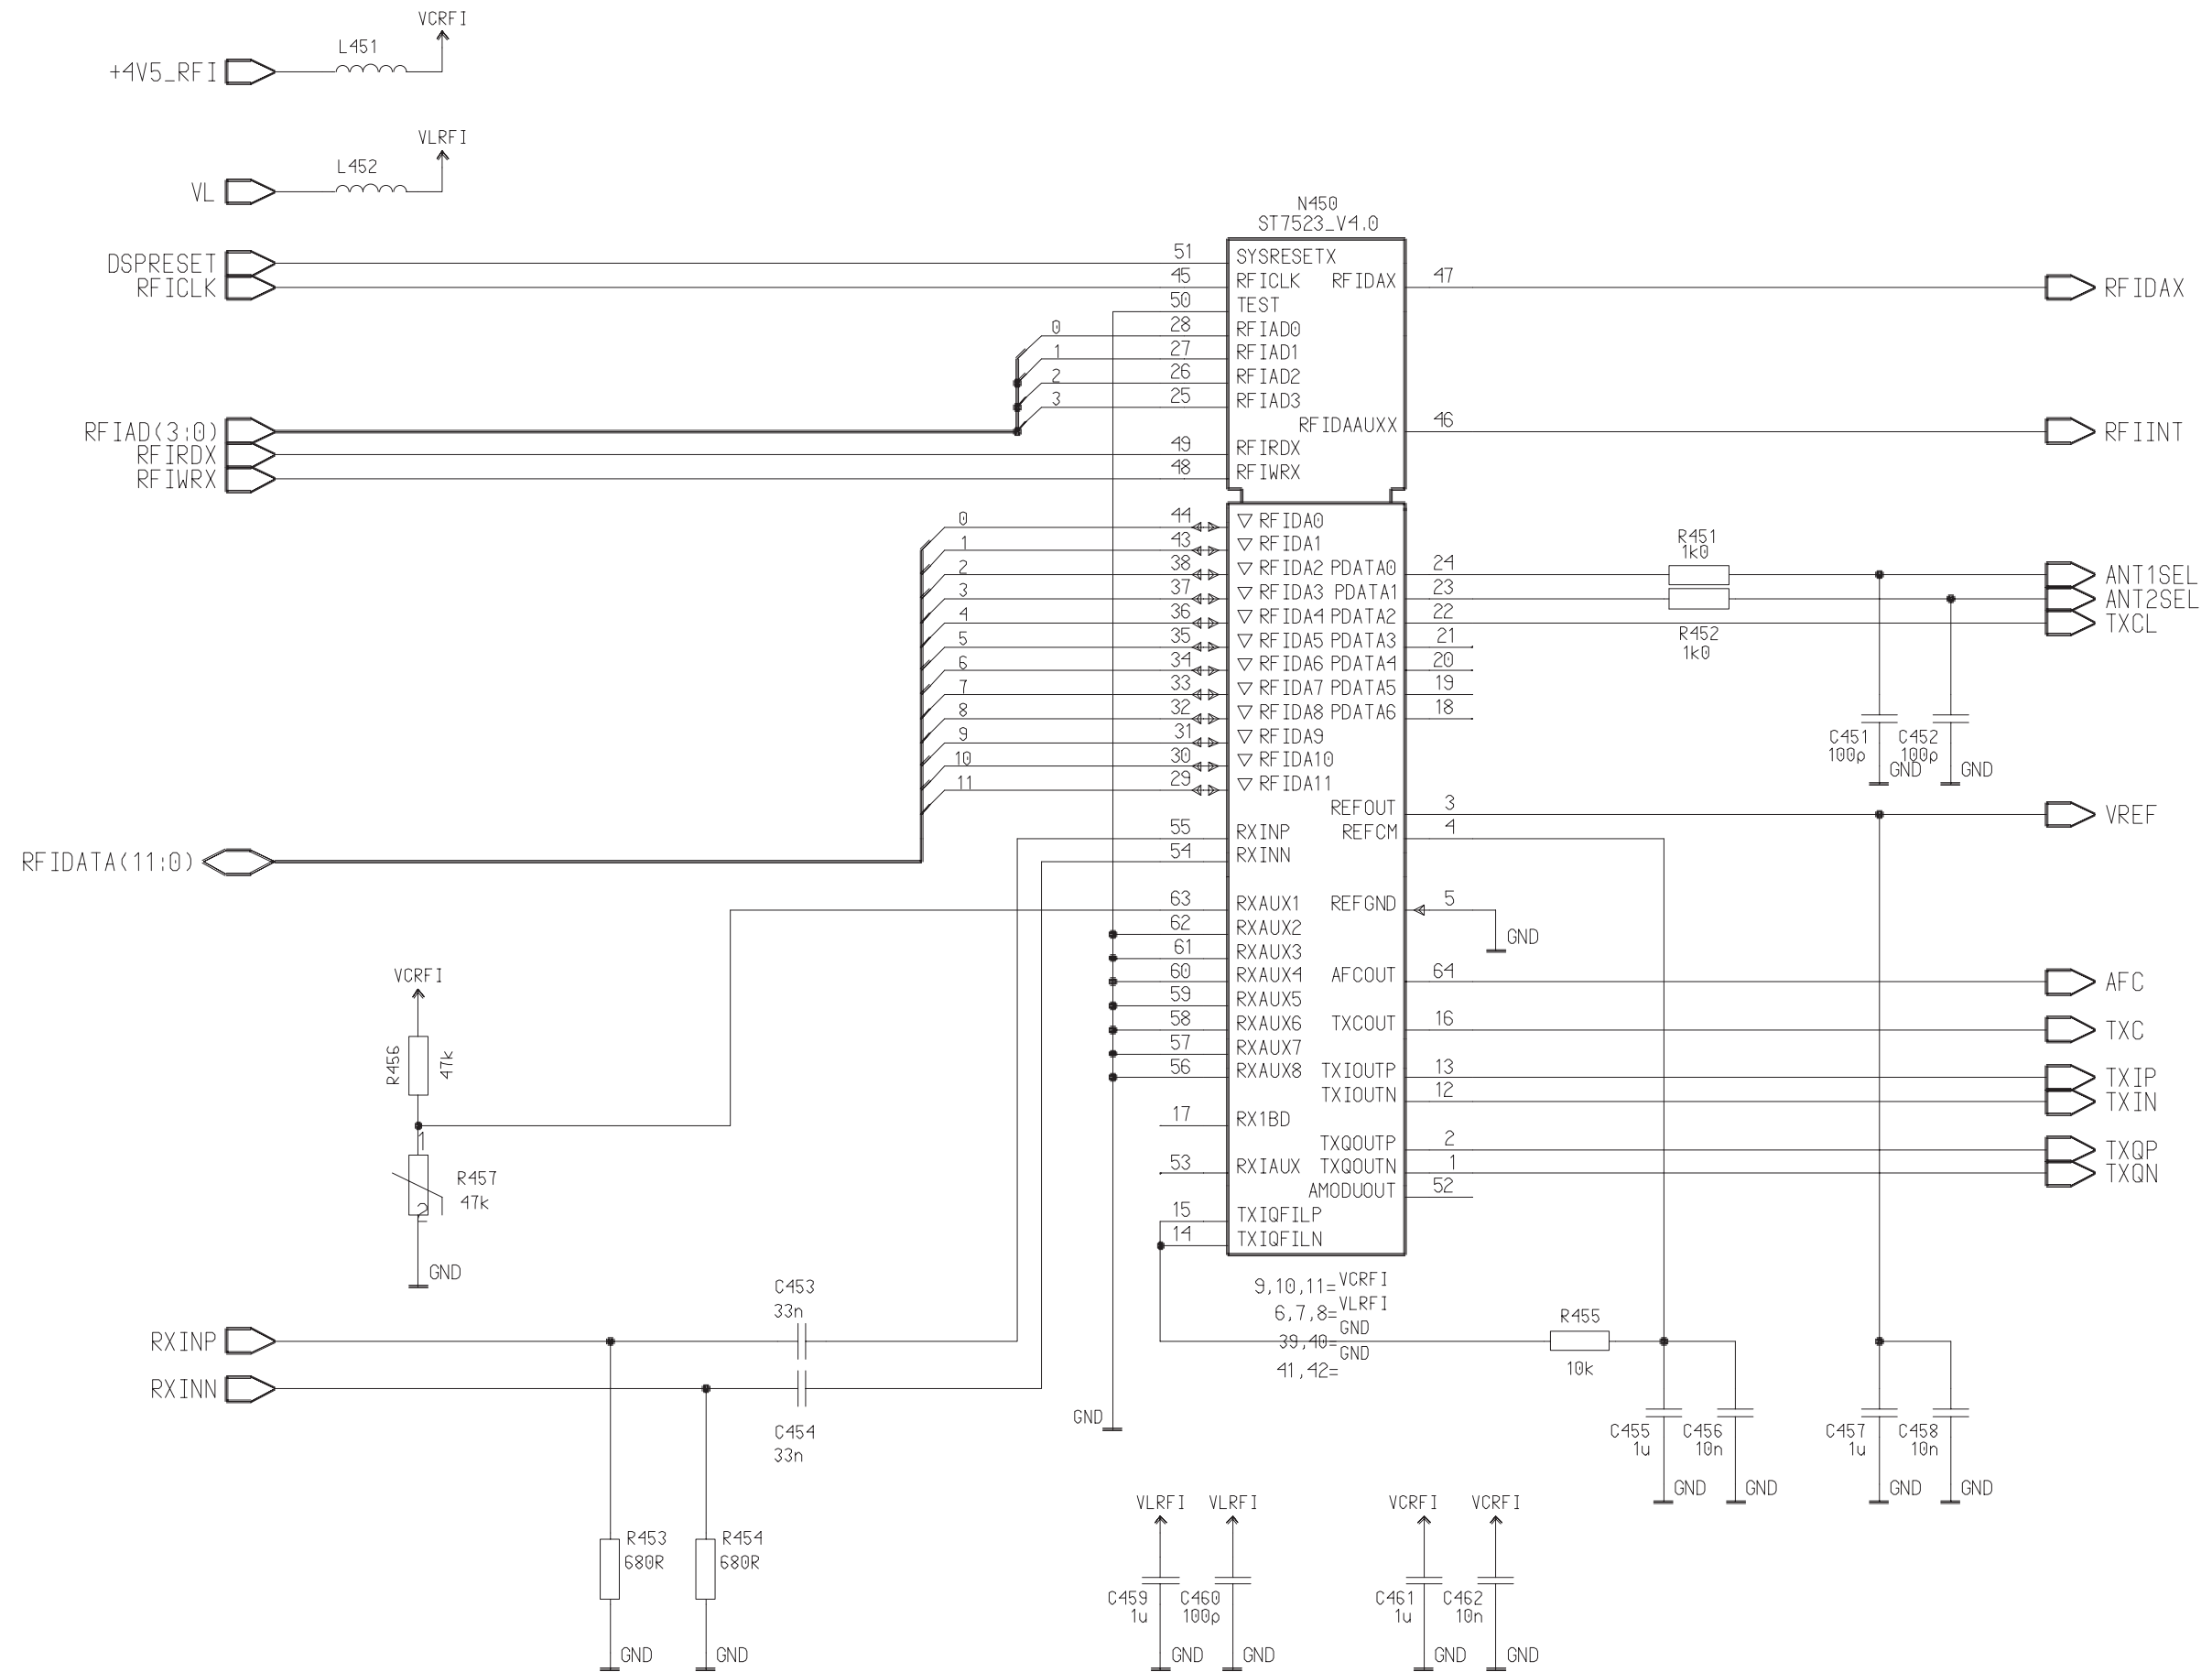 VCRFI
L451
+4V5_RFI
VLRFI
L452
VL
N450
ST7523_V4.0
DSPRESET 51 SYSRESETX
RFICLK 45 RFICLK RFIDAX 47 RFIDAX
50 TEST
0 28 RFIAD0
1 27 RFIAD1
2 26 RFIAD2
3 25 RFIAD3
RFIAD(3:0) RFIDAAUXX 46 RFIINT
RFIRDX 49 RFIRDX
RFIWRX 48 RFIWRX
0 44 RFIDA0
1 43 RFIDA1
R451
1k0
2 38 RFIDA2 PDATA0 24 ANT1SEL
3 37 RFIDA3 PDATA1 23 ANT2SEL
4 36 RFIDA4 PDATA2 22 TXCL
R452
1k0
5 35 RFIDA5 PDATA3 21
6 34 RFIDA6 PDATA4 20
7 33 RFIDA7 PDATA5 19
8 32 RFIDA8 PDATA6 18
9 31 RFIDA9
10 30 RFIDA10
11 29 RFIDA11
C451
100p
GND
C452
100p
GND
REFOUT 3 VREF
55 RXINP REFCM 4
54 RXINN
RFIDATA(11:0)
63 RXAUX1 REFGND 5
GND
62 RXAUX2
61 RXAUX3
60 RXAUX4 AFCOUT 64 AFC
59 RXAUX5
58 RXAUX6 TXCOUT 16 TXC
57 RXAUX7
56 RXAUX8 TXIOUTP 13 TXIP
TXIOUTN 12 TXIN
17 RX1BD
TXQOUTP 2 TXQP
53 RXIAUX TXQOUTN 1 TXQN
AMODUOUT 52
15 TXIQFILP
14 TXIQFILN
VCRFI
R456
47k
1
R457
47k
2
GND
9,10,11= VCRFI
6,7,8= VLRFI
39,40= GND
41,42= GND
C453
33n
RXINP
RXINN
C454
33n
GND
R455
10k
C455
1u
GND
C456
10n
GND
C457
1u
GND
C458
10n
GND
R453
680R
GND
R454
680R
GND
VLRFI
C459
1u
GND
VLRFI
C460
100p
GND
VCRFI
C461
1u
GND
VCRFI
C462
10n
GND